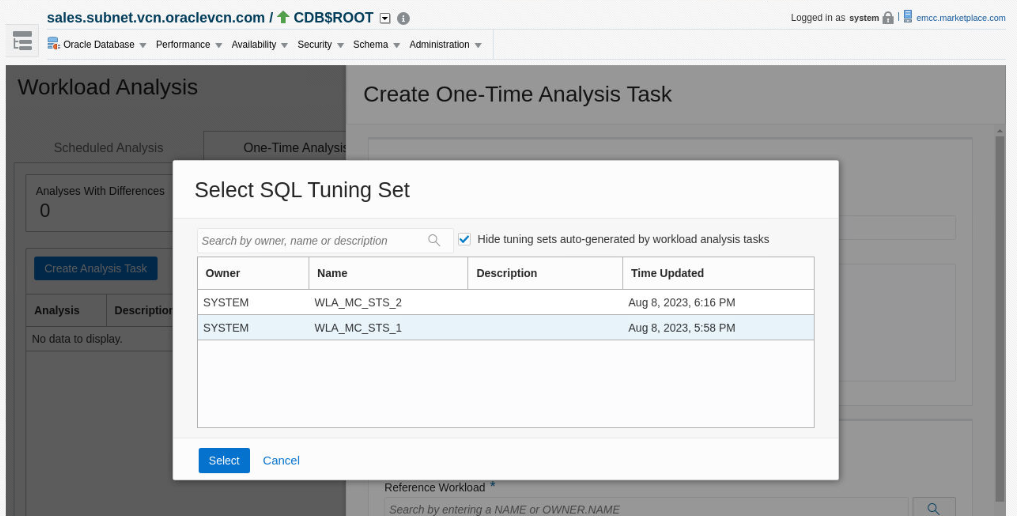 sales.subnet.vcn.oraclevcn.com / CDB$ROOT
Logged in as system | emcc.marketplace.com
Oracle Database Performance Availability Security Schema Administration
Workload Analysis
Create One-Time Analysis Task
Scheduled Analysis One-Time Analysis
Select SQL Tuning Set
Analyses With Differences
0
Search by owner, name or description
Hide tuning sets auto-generated by workload analysis tasks
Create Analysis Task
Owner Name Description Time Updated
SYSTEM WLA_MC_STS_2 Aug 8, 2023, 6:16 PM
Analysis Description
SYSTEM WLA_MC_STS_1 Aug 8, 2023, 5:58 PM
No data to display.
Select Cancel
Reference Workload *
Search by entering a NAME or OWNER.NAME